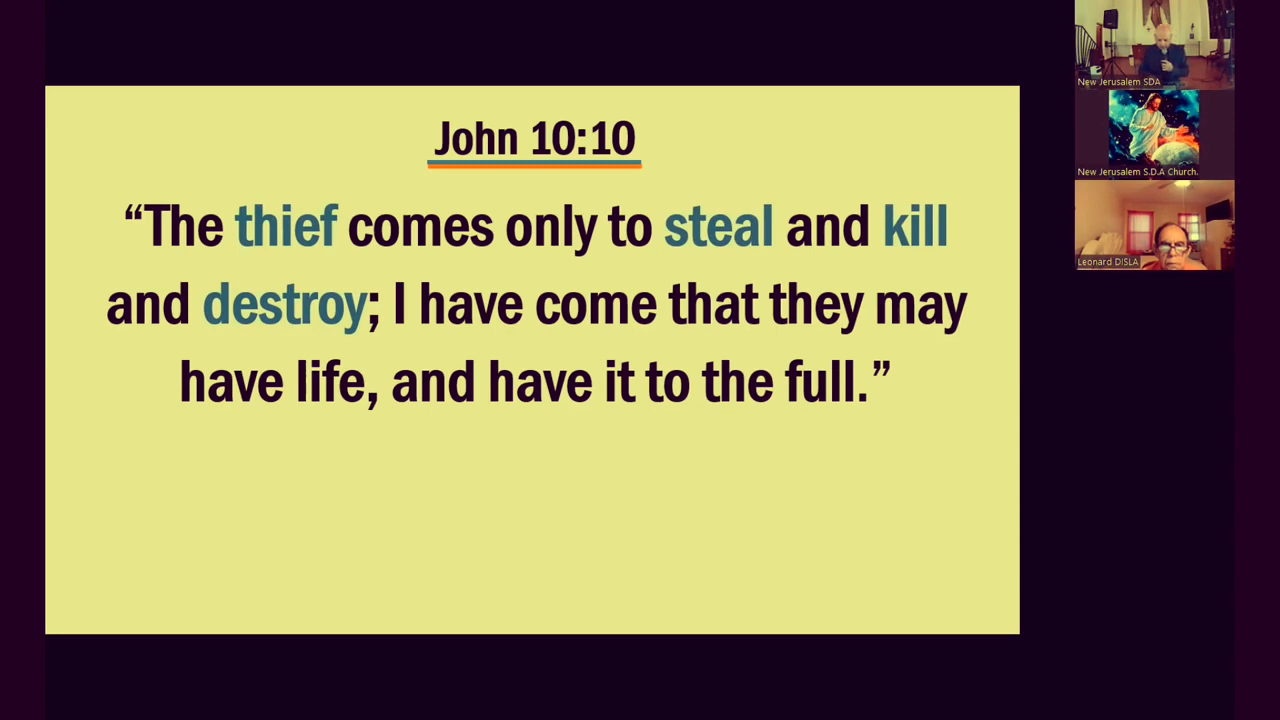 John 10:10
“The thief comes only to steal and kill
and destroy; I have come that they may
have life, and have it to the full.”
New Jerusalem SDA
New Jerusalem S.D.A Church.
Leonard DISLA